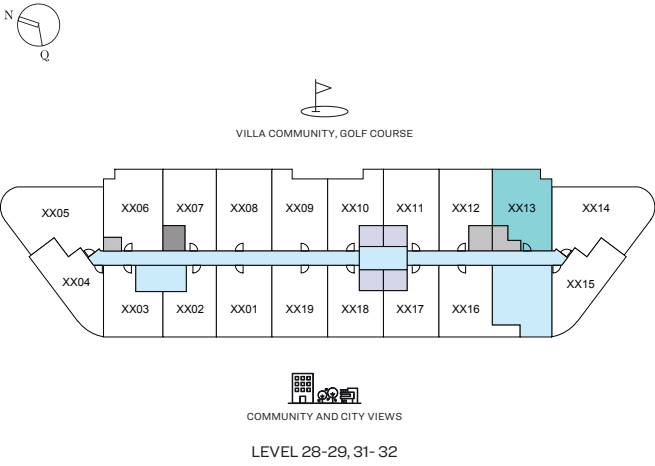 N
Q
VILLA COMMUNITY, GOLF COURSE
XX05
XX06
XX07
XX08
XX09
XX10
XX11
XX12
XX13
XX14
XX04
XX03
XX02
XX01
XX19
XX18
XX17
XX16
XX15
COMMUNITY AND CITY VIEWS
LEVEL 28-29, 31- 32